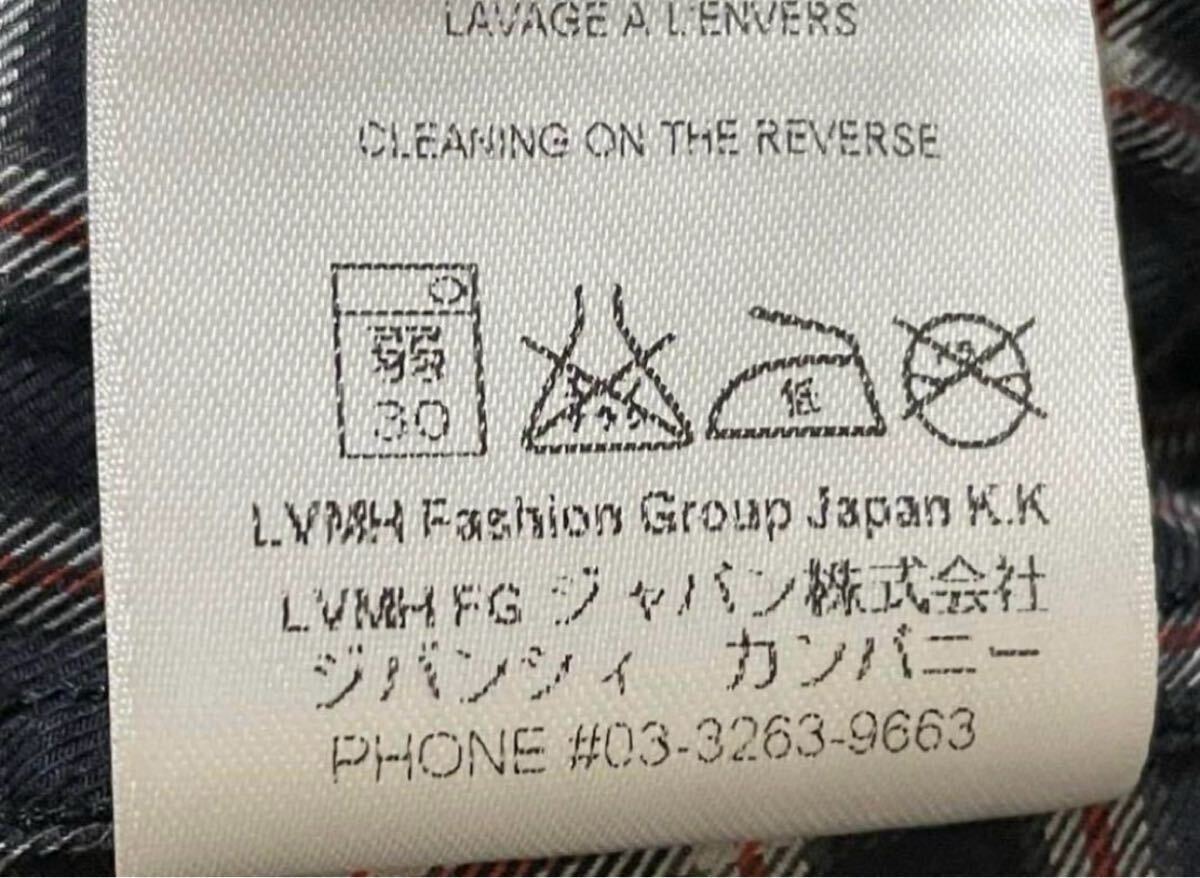 LAVAGE A L'ENVERS
CLEANING ON THE REVERSE
30
低
LVMH Fashion Group Japan K.K
LVMH FG ジャパン株式会社
ジバンシィ カンパニー
PHONE #03-3263-9663